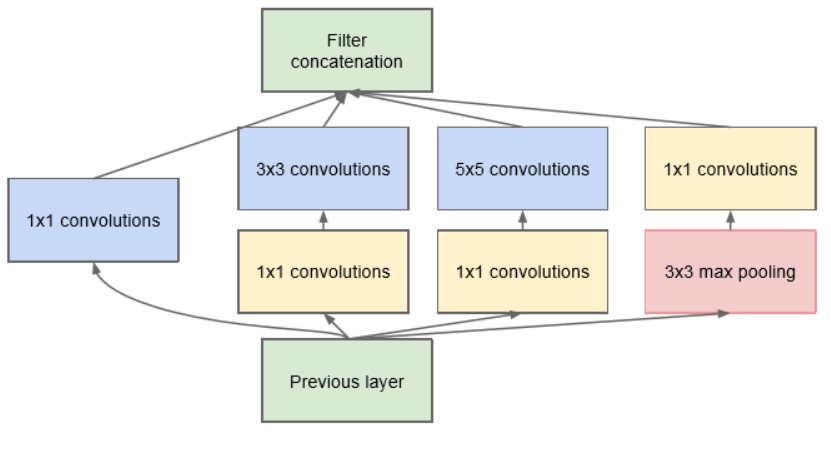 Filter
concatenation
3x3 convolutions
5x5 convolutions
1x1 convolutions
1x1 convolutions
1x1 convolutions
1x1 convolutions
3x3 max pooling
Previous layer